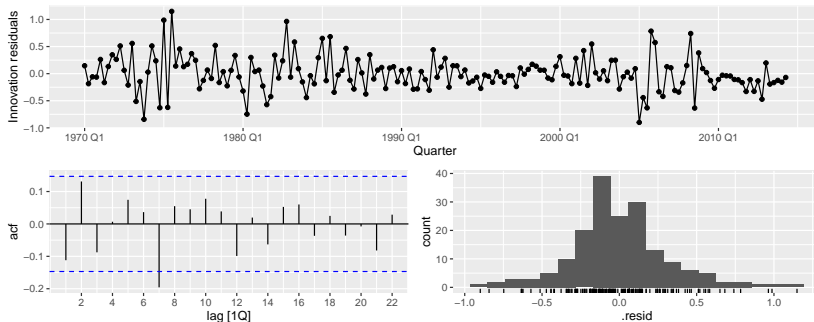 Innovation residuals
1.0
0.5
0.0
−0.5
−1.0
1970 Q1 1980 Q1 1990 Q1 2000 Q1 2010 Q1
Quarter
acf
0.1
0.0
−0.1
−0.2
2 4 6 8 10 12 14 16 18 20 22
lag [1Q]
count
40
30
20
10
0
−1.0 −0.5 0.0 0.5 1.0
.resid